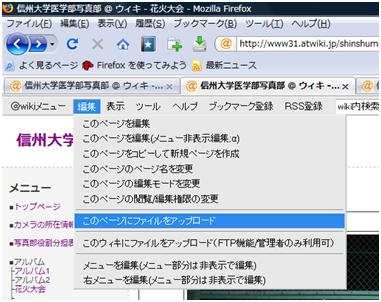 信州大学医学部写真部 @ ウィキ - 花火大会 - Mozilla Firefox
ファイル(F) 編集(E) 表示(V) 履歴(S) ブックマーク(B) ツール(T) ヘルプ(H)
http://www31.atwiki.jp/shinshum
よく見るページ Firefox を使ってみよう 最新ニュース
信州大学医学部写真部 @ ウィキ - ... 信州大学医学部写真部 @ ウィキ -...
@wikiメニュー 編集 表示 ツール ヘルプ ブックマーク登録 RSS登録 wiki内検索
信州大
メニュー
トップページ
カメラの所在情報
写真部役割分担表
アルバム
アルバム1
アルバム2
花火大会
このページを編集
このページを編集(メニュー非表示編集;α)
このページをコピーして新規ページを作成
このページのページ名を変更
このページの編集モードを変更
このページの閲覧/編集権限の変更
このページにファイルをアップロード
このウィキにファイルをアップロード(FTP機能/管理者のみ利用可)
メニューを編集(メニュー部分は非表示で編集)
右メニューを編集(メニュー部分は非表示で編集)